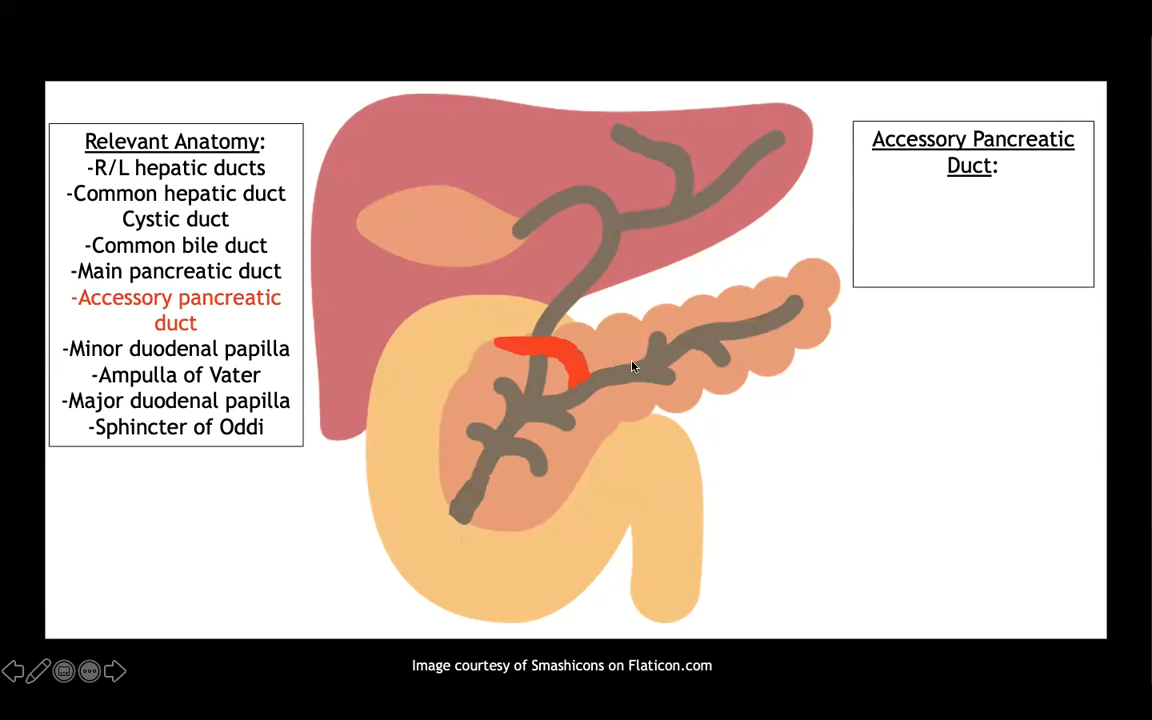 Relevant Anatomy:
-R/L hepatic ducts
-Common hepatic duct
Cystic duct
-Common bile duct
-Main pancreatic duct
-Accessory pancreatic
duct
-Minor duodenal papilla
-Ampulla of Vater
-Major duodenal papilla
-Sphincter of Oddi
Accessory Pancreatic
Duct:
Image courtesy of Smashicons on Flaticon.com